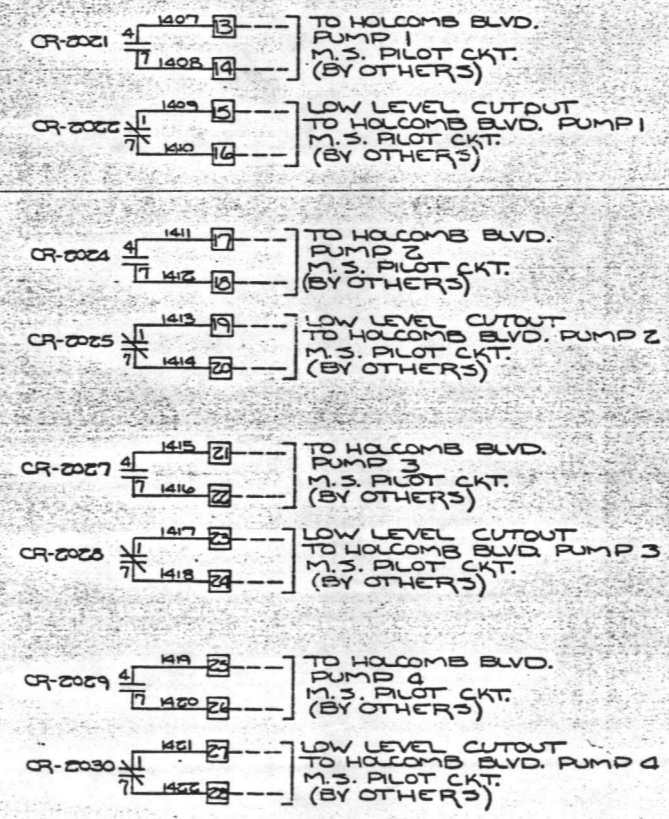 1407 13 TO HOLCOMB BLVD.
CR-2021 4 PUMP 1
7 1408 14 M.S. PILOT CKT.
(BY OTHERS)
1409 15 LOW LEVEL CUTOUT
CR-2022 1 TO HOLCOMB BLVD. PUMP 1
7 1410 16 M.S. PILOT CKT.
(BY OTHERS)
1411 17 TO HOLCOMB BLVD.
CR-2024 4 PUMP 2
7 1412 18 M.S. PILOT CKT.
(BY OTHERS)
1413 19 LOW LEVEL CUTOUT
CR-2025 1 TO HOLCOMB BLVD. PUMP 2
7 1414 20 M.S. PILOT CKT.
(BY OTHERS)
1415 21 TO HOLCOMB BLVD.
CR-2027 4 PUMP 3
7 1416 22 M.S. PILOT CKT.
(BY OTHERS)
1417 23 LOW LEVEL CUTOUT
CR-2028 1 TO HOLCOMB BLVD. PUMP 3
7 1418 24 M.S. PILOT CKT.
(BY OTHERS)
1419 25 TO HOLCOMB BLVD.
CR-2029 4 PUMP 4
7 1420 26 M.S. PILOT CKT.
(BY OTHERS)
1421 27 LOW LEVEL CUTOUT
CR-2030 1 TO HOLCOMB BLVD. PUMP 4
7 1422 28 M.S. PILOT CKT.
(BY OTHERS)